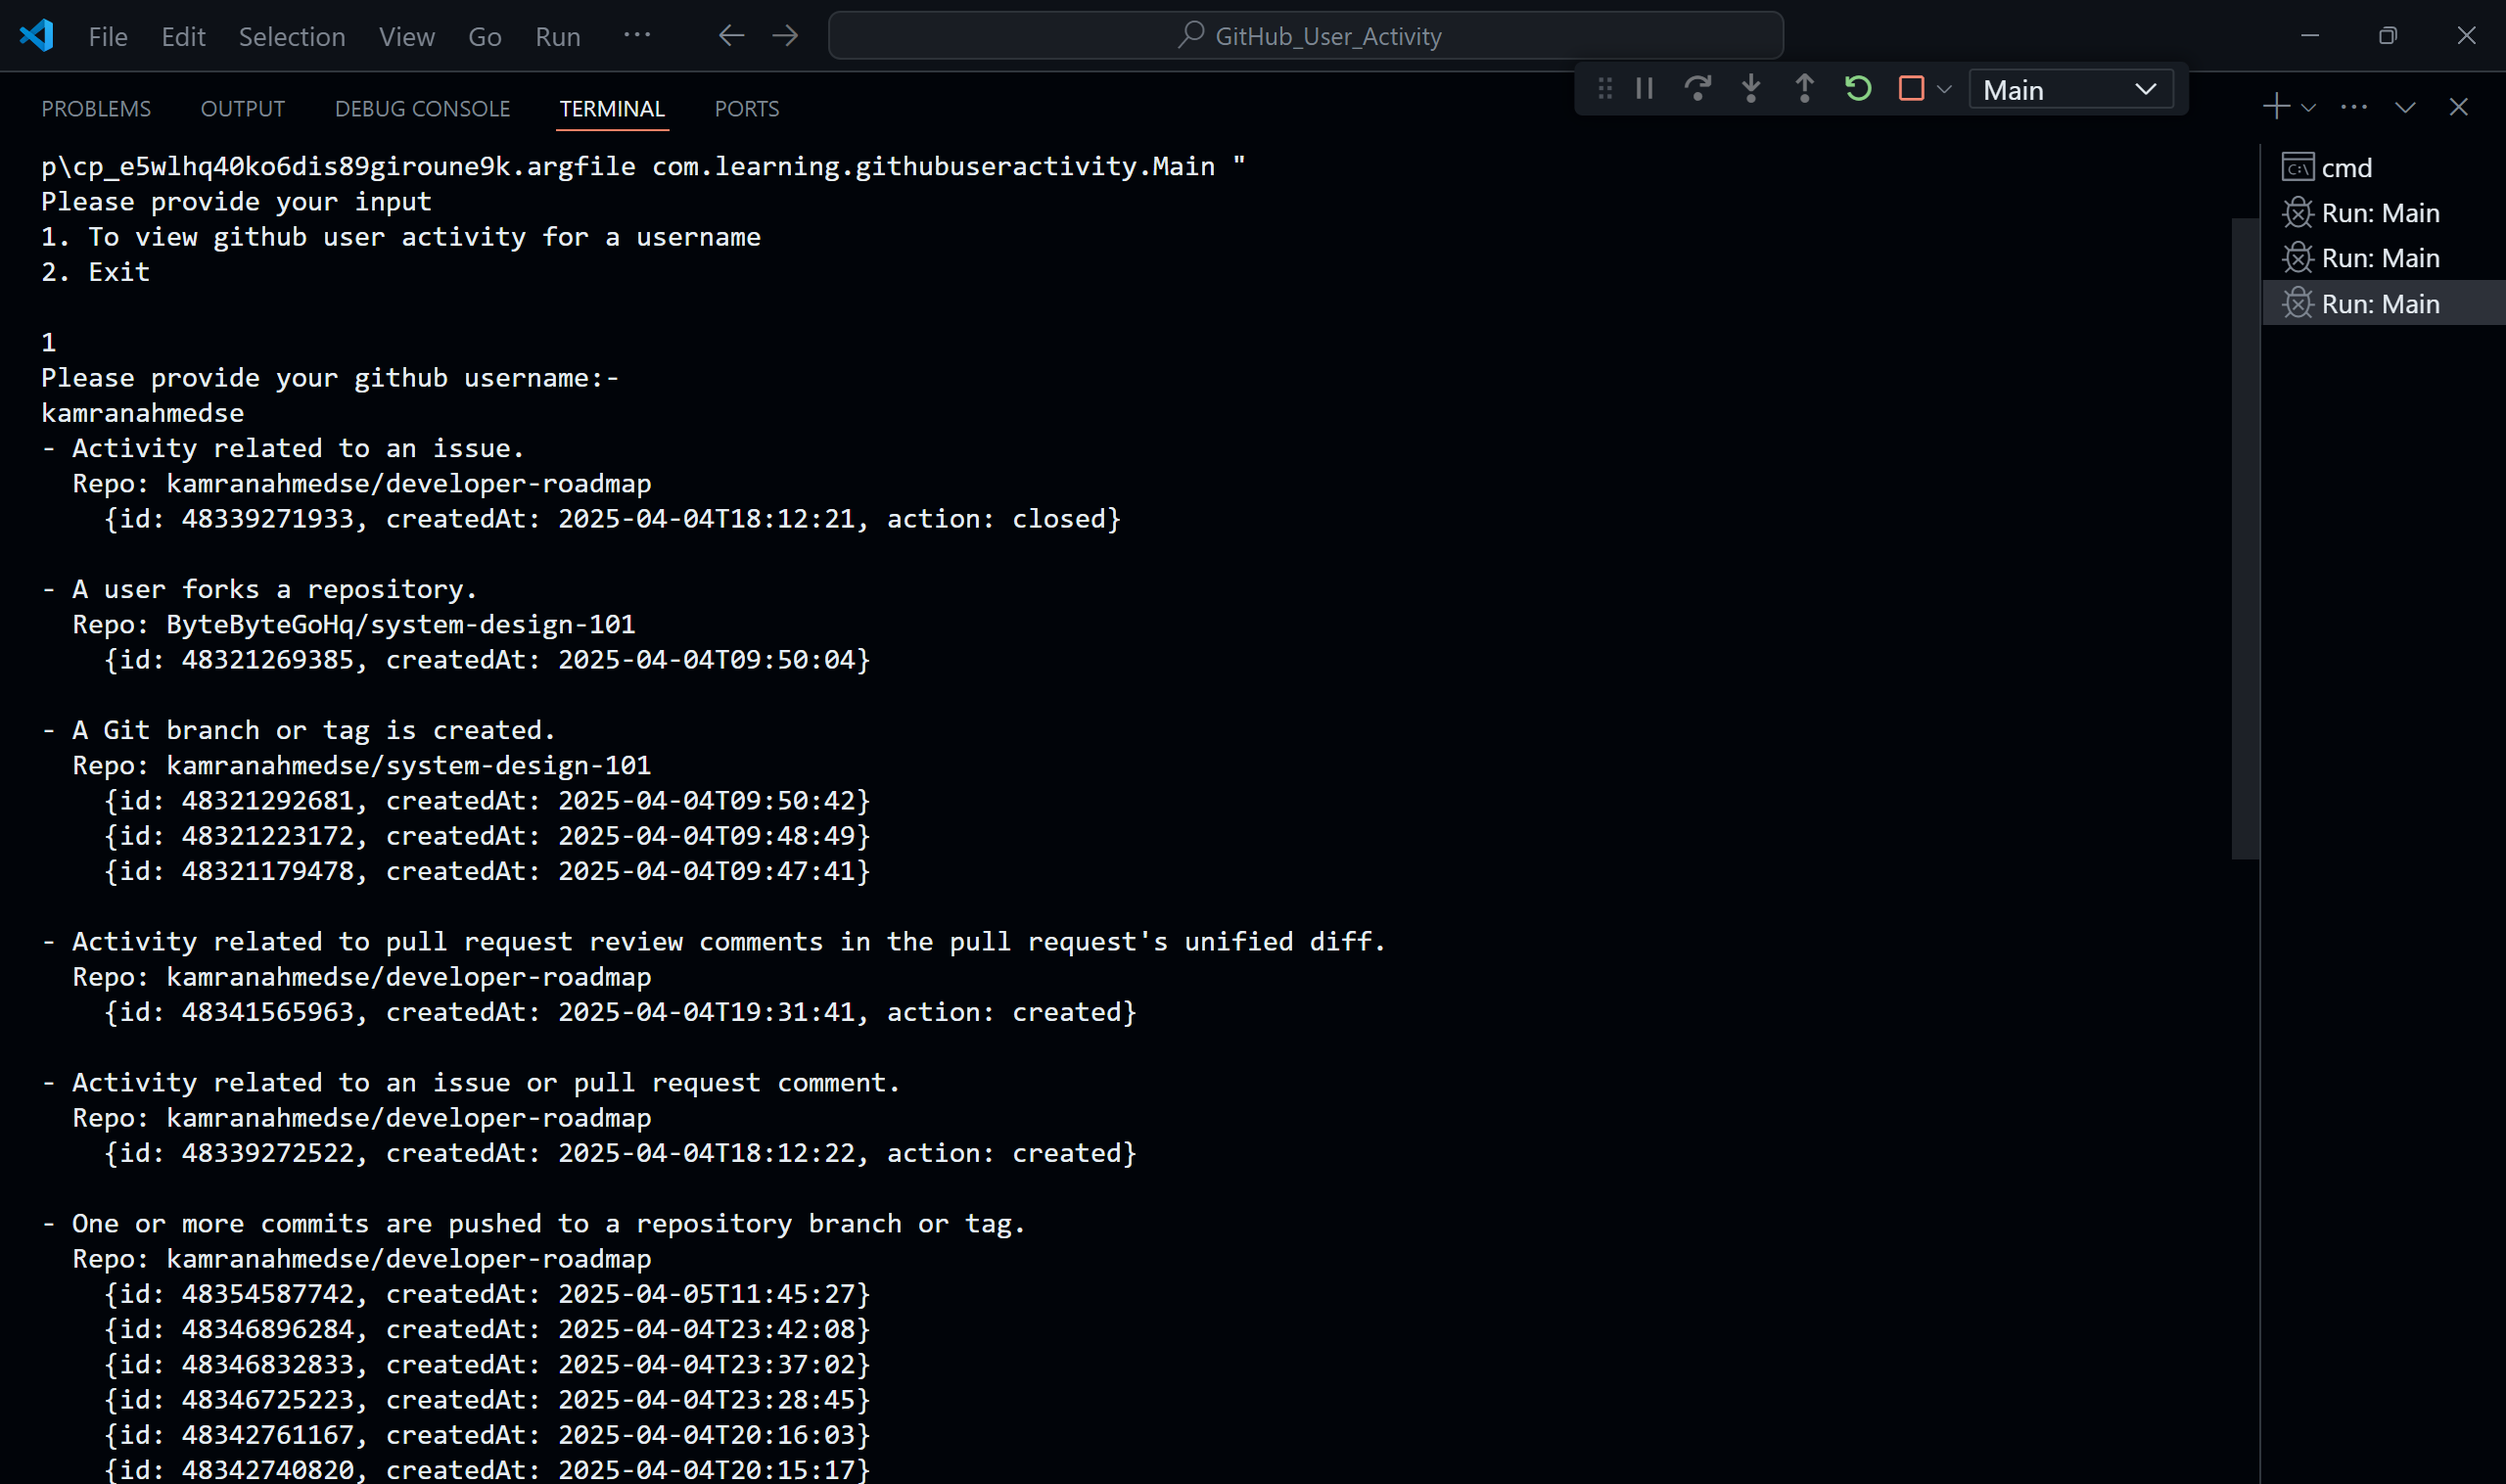 File Edit Selection View Go Run ··· GitHub_User_Activity
PROBLEMS OUTPUT DEBUG CONSOLE TERMINAL PORTS
Main
p\cp_e5wlhq40ko6dis89giroune9k.argfile com.learning.githubuseractivity.Main "
Please provide your input
1. To view github user activity for a username
2. Exit
1
Please provide your github username:-
kamranahmedse
- Activity related to an issue.
Repo: kamranahmedse/developer-roadmap
{id: 48339271933, createdAt: 2025-04-04T18:12:21, action: closed}
- A user forks a repository.
Repo: ByteByteGoHq/system-design-101
{id: 48321269385, createdAt: 2025-04-04T09:50:04}
- A Git branch or tag is created.
Repo: kamranahmedse/system-design-101
{id: 48321292681, createdAt: 2025-04-04T09:50:42}
{id: 48321223172, createdAt: 2025-04-04T09:48:49}
{id: 48321179478, createdAt: 2025-04-04T09:47:41}
- Activity related to pull request review comments in the pull request's unified diff.
Repo: kamranahmedse/developer-roadmap
{id: 48341565963, createdAt: 2025-04-04T19:31:41, action: created}
- Activity related to an issue or pull request comment.
Repo: kamranahmedse/developer-roadmap
{id: 48339272522, createdAt: 2025-04-04T18:12:22, action: created}
- One or more commits are pushed to a repository branch or tag.
Repo: kamranahmedse/developer-roadmap
{id: 48354587742, createdAt: 2025-04-05T11:45:27}
{id: 48346896284, createdAt: 2025-04-04T23:42:08}
{id: 48346832833, createdAt: 2025-04-04T23:37:02}
{id: 48346725223, createdAt: 2025-04-04T23:28:45}
{id: 48342761167, createdAt: 2025-04-04T20:16:03}
{id: 48342740820, createdAt: 2025-04-04T20:15:17}
cmd
Run: Main
Run: Main
Run: Main